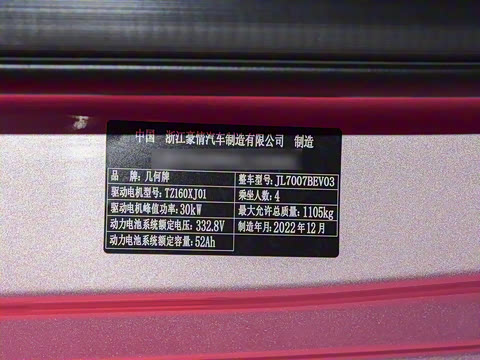 中国 浙江豪情汽车制造有限公司 制造
品 牌:几何牌 整车型号:JL7007BEV03
驱动电机型号:TZ160XJ01 乘坐人数:4
驱动电机峰值功率:30kW 最大允许总质量:1105kg
动力电池系统额定电压:332.8V 制造年月:2022年12月
动力电池系统额定容量:52Ah